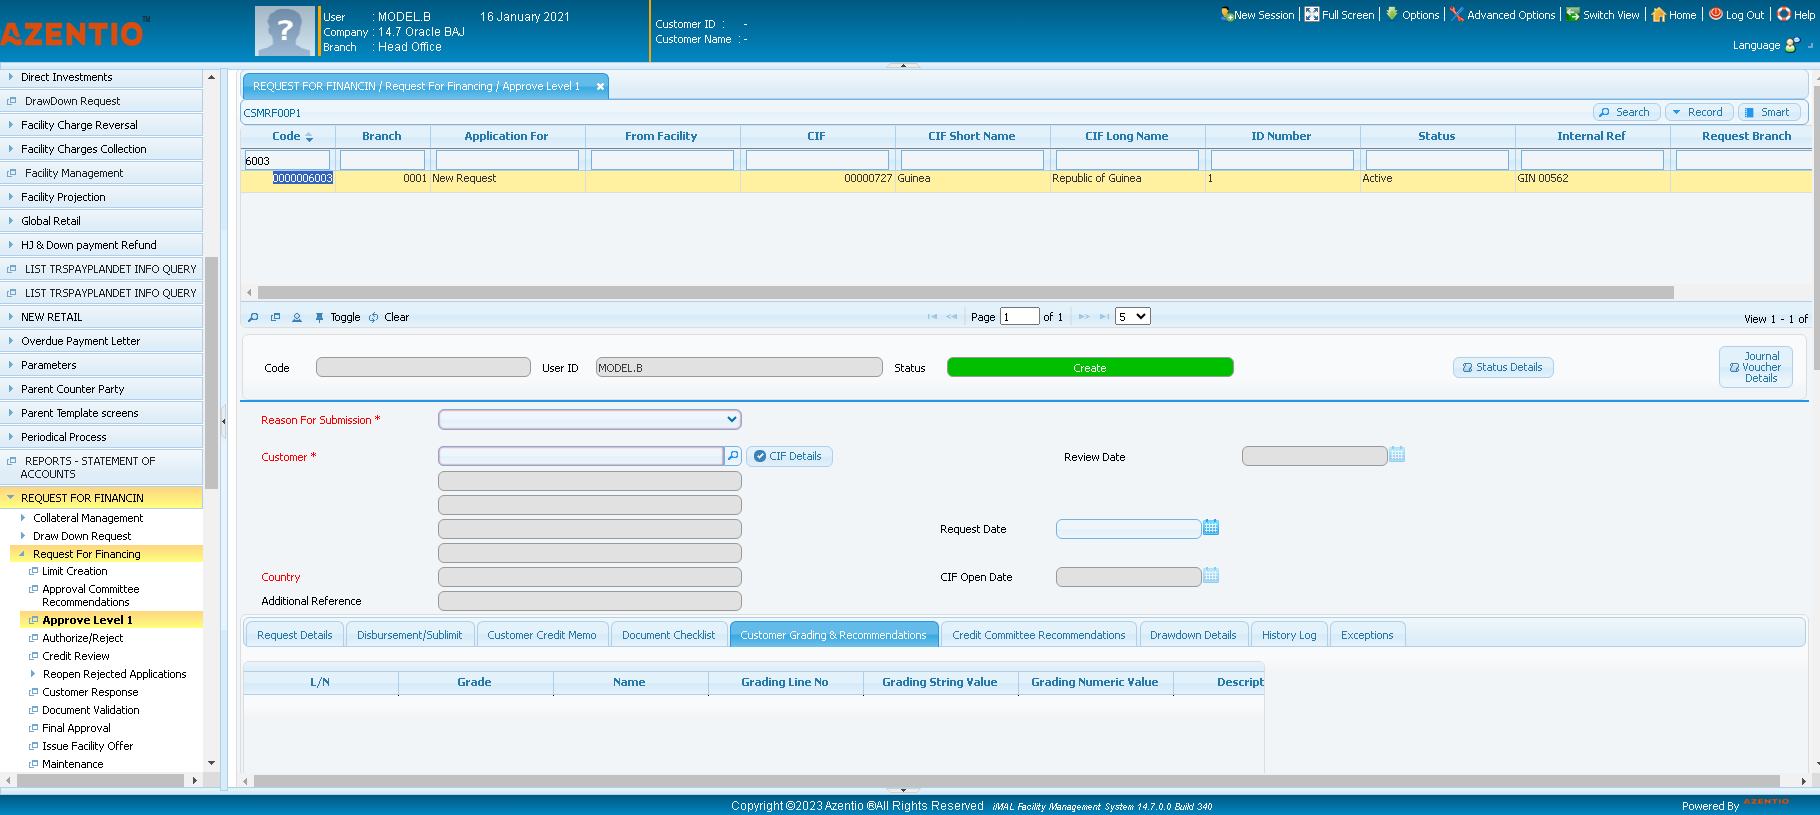 AZENTIO™
User : MODEL.B 16 January 2021
Company : 14.7 Oracle BAJ
Branch : Head Office
Customer ID : -
Customer Name : -
New Session Full Screen Options Advanced Options Switch View Home Log Out Help
Language
Direct Investments
DrawDown Request
Facility Charge Reversal
Facility Charges Collection
Facility Management
Facility Projection
Global Retail
HJ & Down payment Refund
LIST TRSPAYPLANDET INFO QUERY
LIST TRSPAYPLANDET INFO QUERY
NEW RETAIL
Overdue Payment Letter
Parameters
Parent Counter Party
Parent Template screens
Periodical Process
REPORTS - STATEMENT OF
ACCOUNTS
REQUEST FOR FINANCIN
Collateral Management
Draw Down Request
Request For Financing
Limit Creation
Approval Committee
Recommendations
Approve Level 1
Authorize/Reject
Credit Review
Reopen Rejected Applications
Customer Response
Document Validation
Final Approval
Issue Facility Offer
Maintenance
REQUEST FOR FINANCIN / Request For Financing / Approve Level 1
CSMRF00P1
Search Record Smart
Code Branch Application For From Facility CIF CIF Short Name CIF Long Name ID Number Status Internal Ref Request Branch
6003
0000006003 0001 New Request 00000727 Guinea Republic of Guinea 1 Active GIN 00562
Toggle Clear
Page 1 of 1 5
View 1 - 1 of
Code User ID MODEL.B Status Create Status Details
Journal
Voucher
Details
Reason For Submission *
Customer * CIF Details Review Date
Request Date
Country CIF Open Date
Additional Reference
Request Details Disbursement/Sublimit Customer Credit Memo Document Checklist Customer Grading & Recommendations Credit Committee Recommendations Drawdown Details History Log Exceptions
L/N Grade Name Grading Line No Grading String Value Grading Numeric Value Descript
Copyright ©2023 Azentio ®All Rights Reserved iMAL Facility Management System 14.7.0.0 Build 340
Powered By AZENTIO